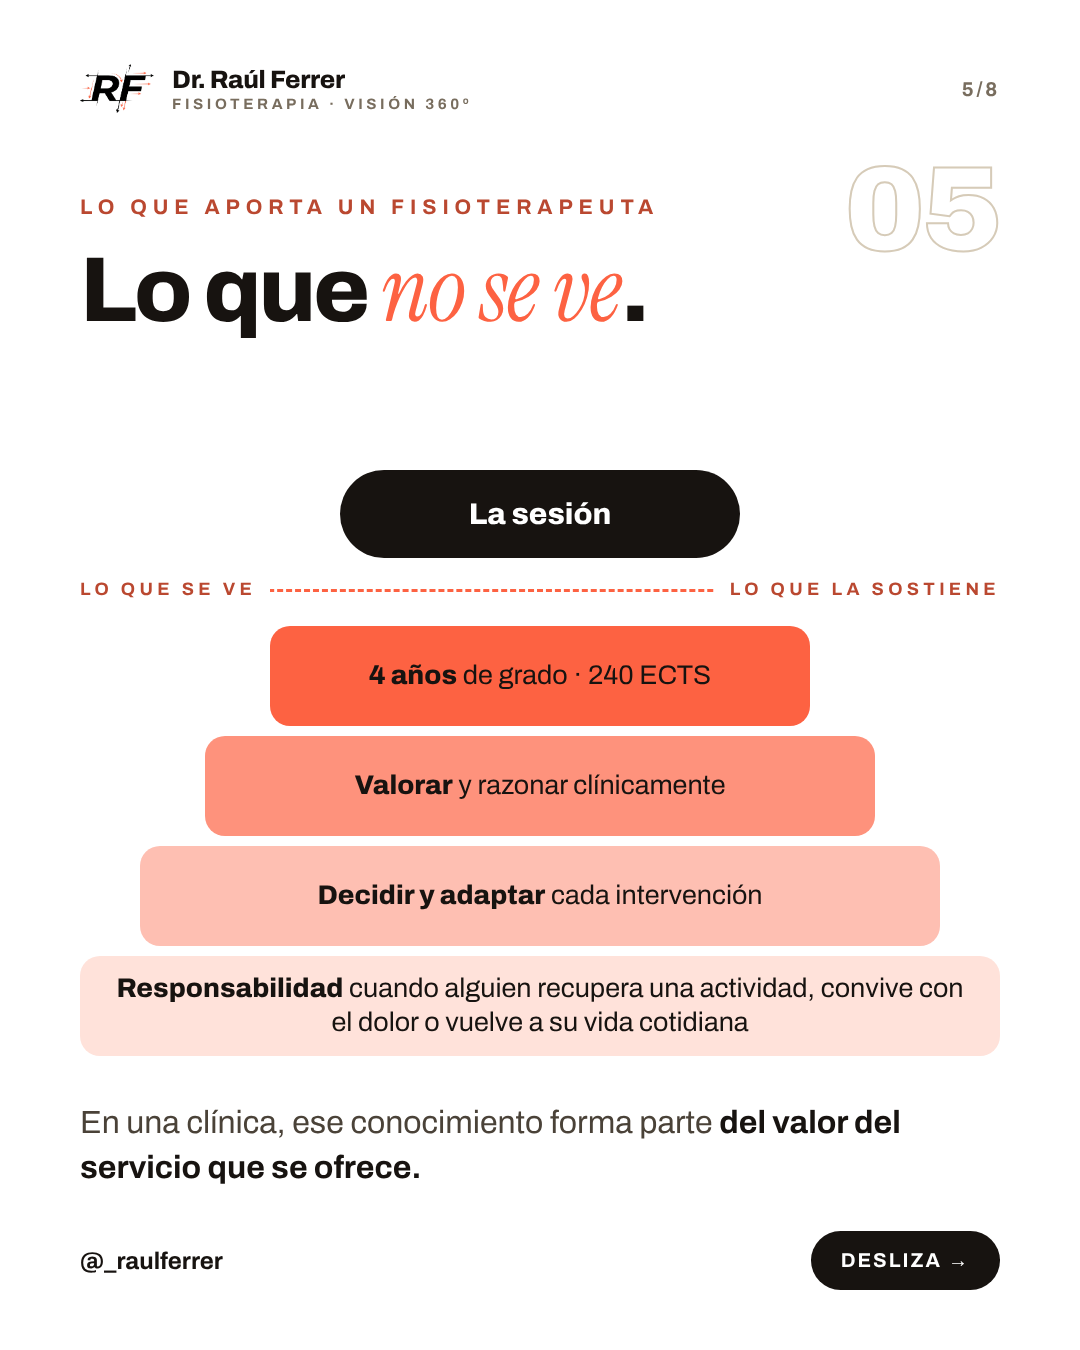 RF
Dr. Raúl Ferrer
FISIOTERAPIA · VISIÓN 360º
5/8
05
LO QUE APORTA UN FISIOTERAPEUTA
Lo que no se ve.
La sesión
LO QUE SE VE
LO QUE LA SOSTIENE
4 años de grado · 240 ECTS
Valorar y razonar clínicamente
Decidir y adaptar cada intervención
Responsabilidad cuando alguien recupera una actividad, convive con
el dolor o vuelve a su vida cotidiana
En una clínica, ese conocimiento forma parte del valor del
servicio que se ofrece.
@_raulferrer
DESLIZA →